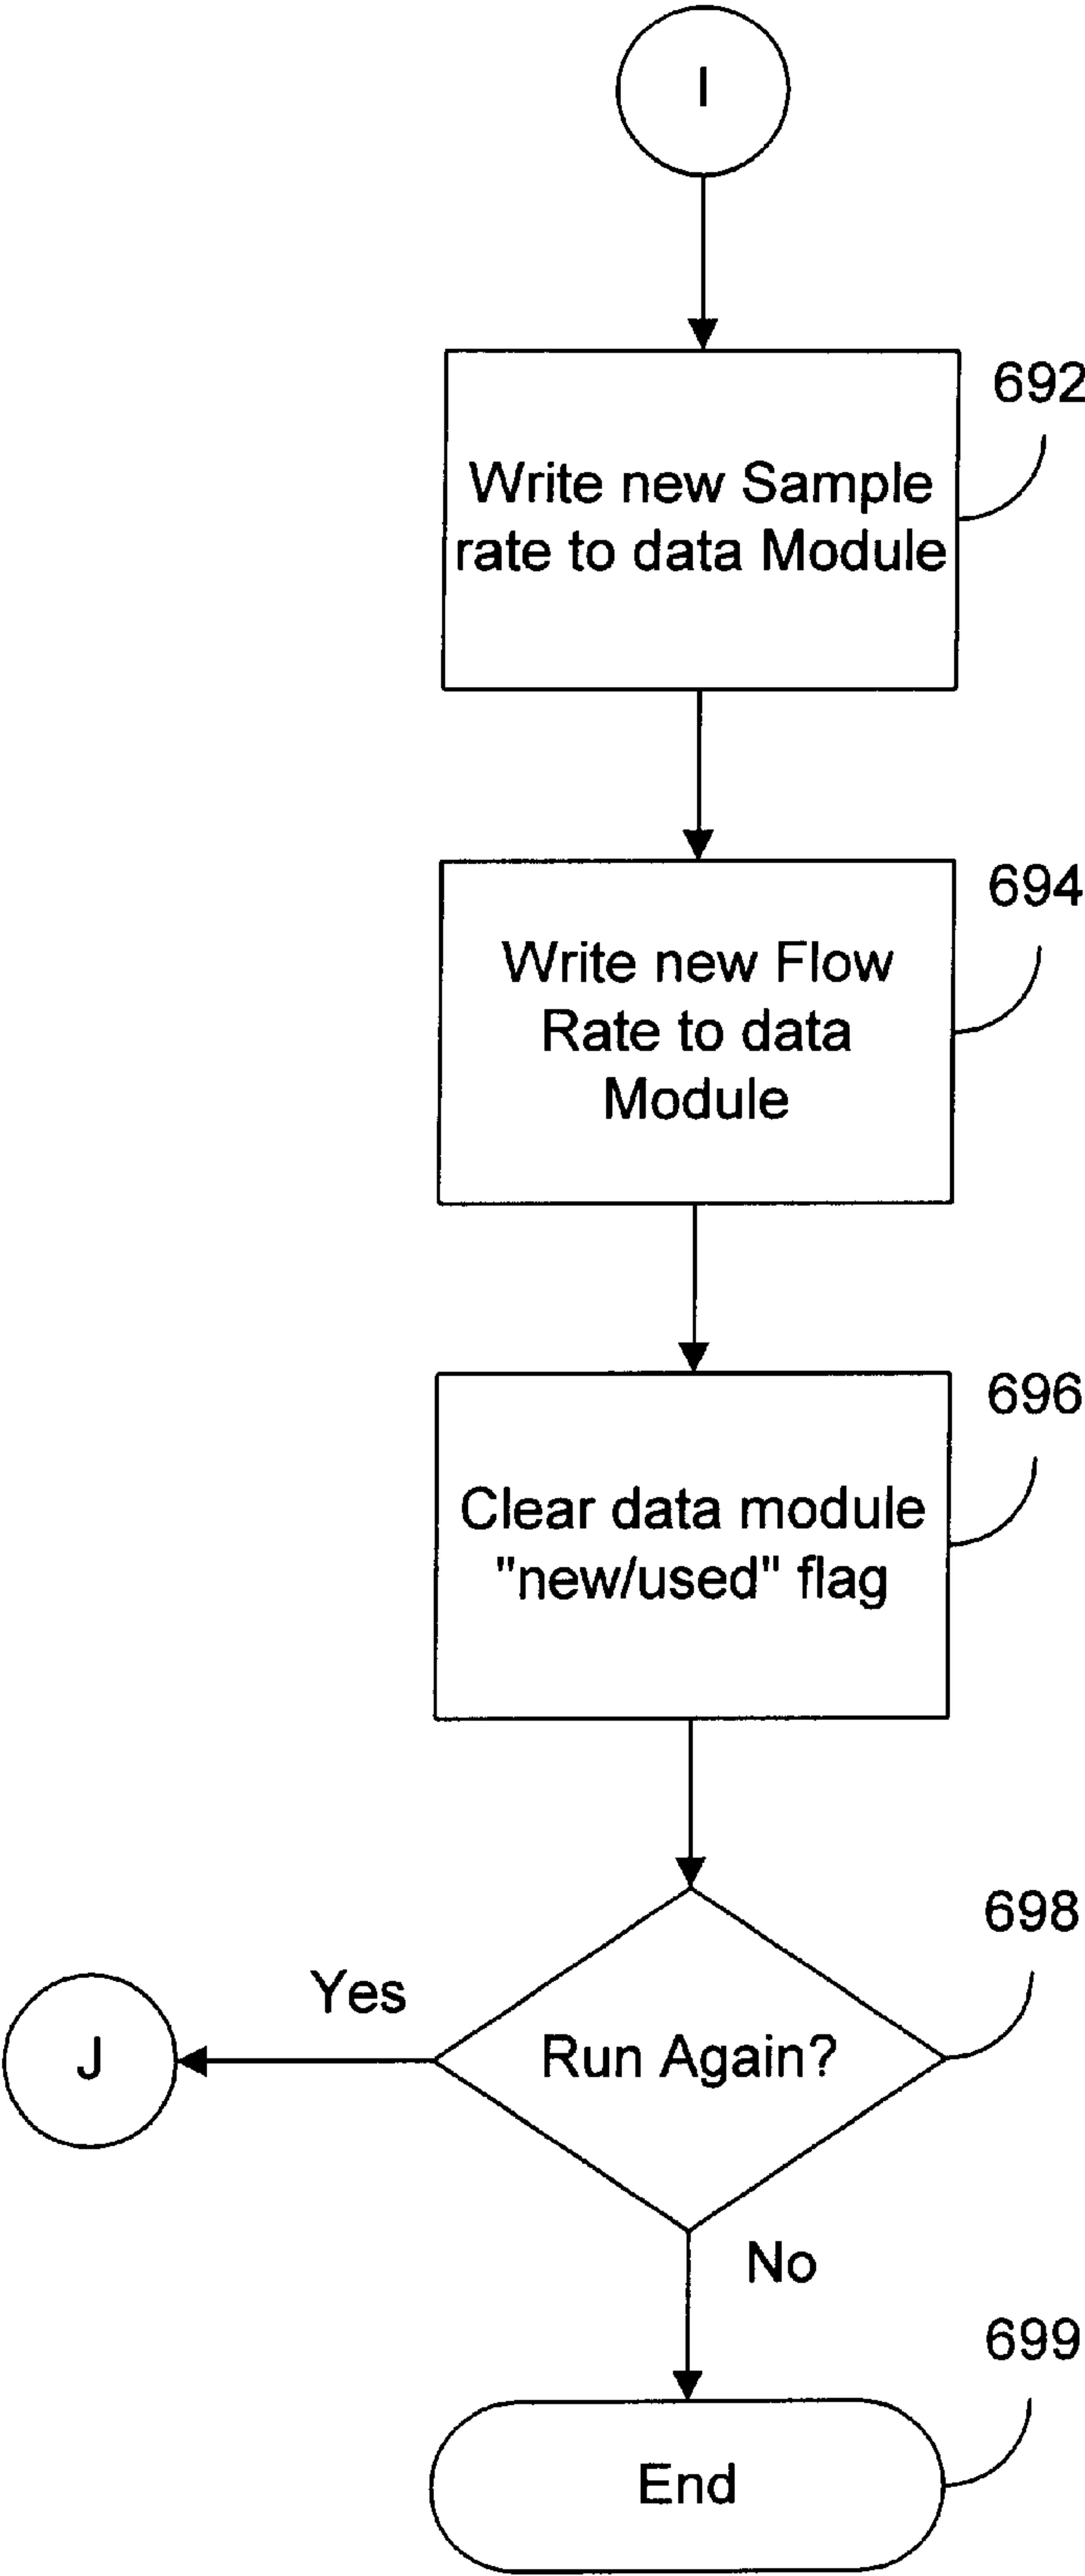 I
692
Write new Sample
rate to data Module
694
Write new Flow
Rate to data
Module
696
Clear data module
"new/used" flag
698
Yes
J
Run Again?
No
699
End